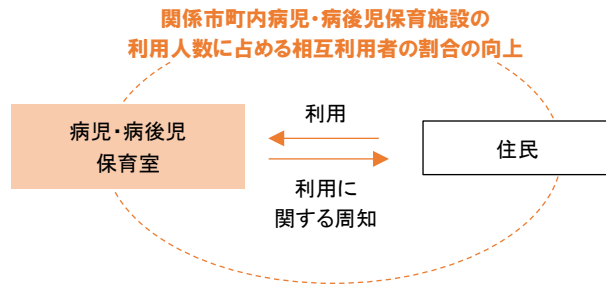 関係市町内病児・病後児保育施設の
利用人数に占める相互利用者の割合の向上
病児・病後児
保育室
利用
住民
利用に
関する周知